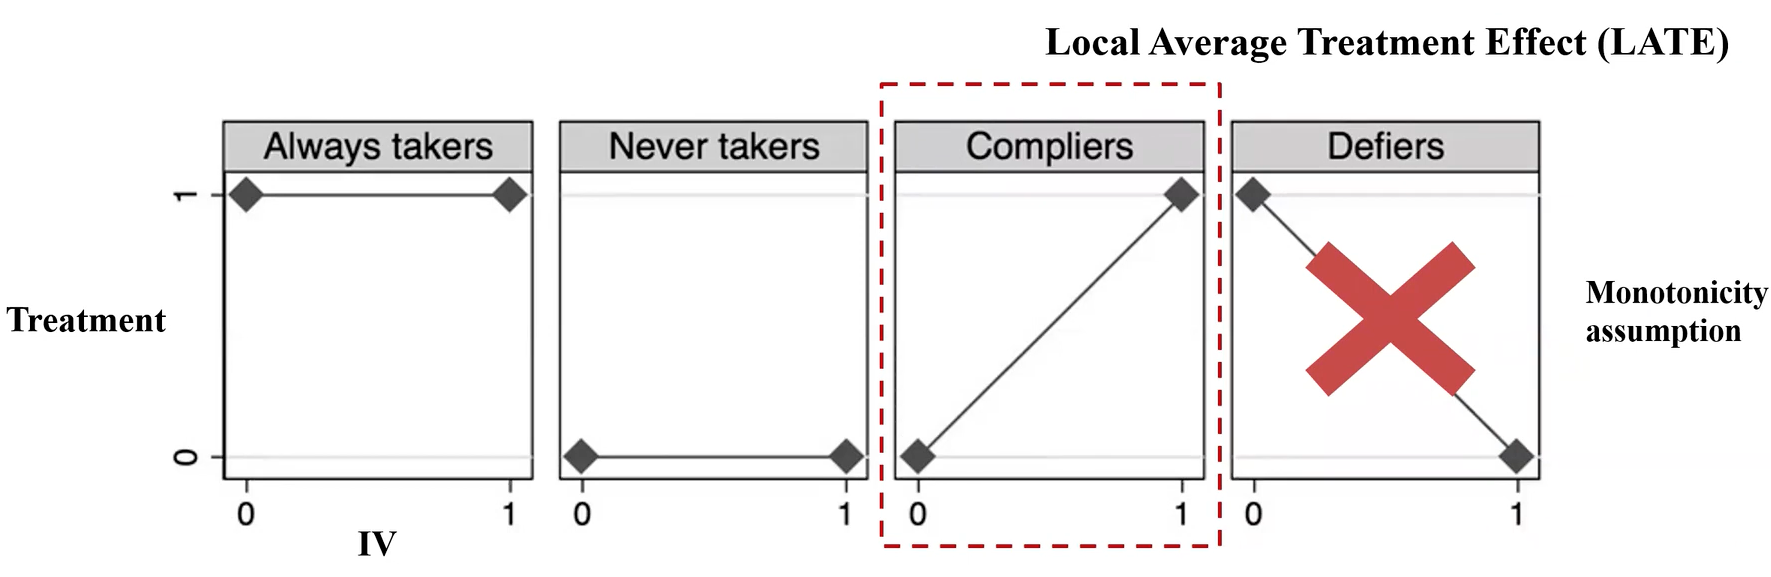 Local Average Treatment Effect (LATE)
Always takers
Never takers
Compliers
Defiers
1
Treatment
Monotonicity
assumption
0
0 1 0 1 0 1 0 1
IV